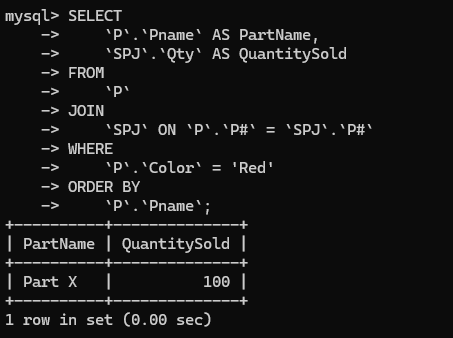 mysql> SELECT
    ->     `P`.`Pname` AS PartName,
    ->     `SPJ`.`Qty` AS QuantitySold
    -> FROM
    ->     `P`
    -> JOIN
    ->     `SPJ` ON `P`.`P#` = `SPJ`.`P#`
    -> WHERE
    ->     `P`.`Color` = 'Red'
    -> ORDER BY
    ->     `P`.`Pname`;
+----------+--------------+
| PartName | QuantitySold |
+----------+--------------+
| Part X   |          100 |
+----------+--------------+
1 row in set (0.00 sec)